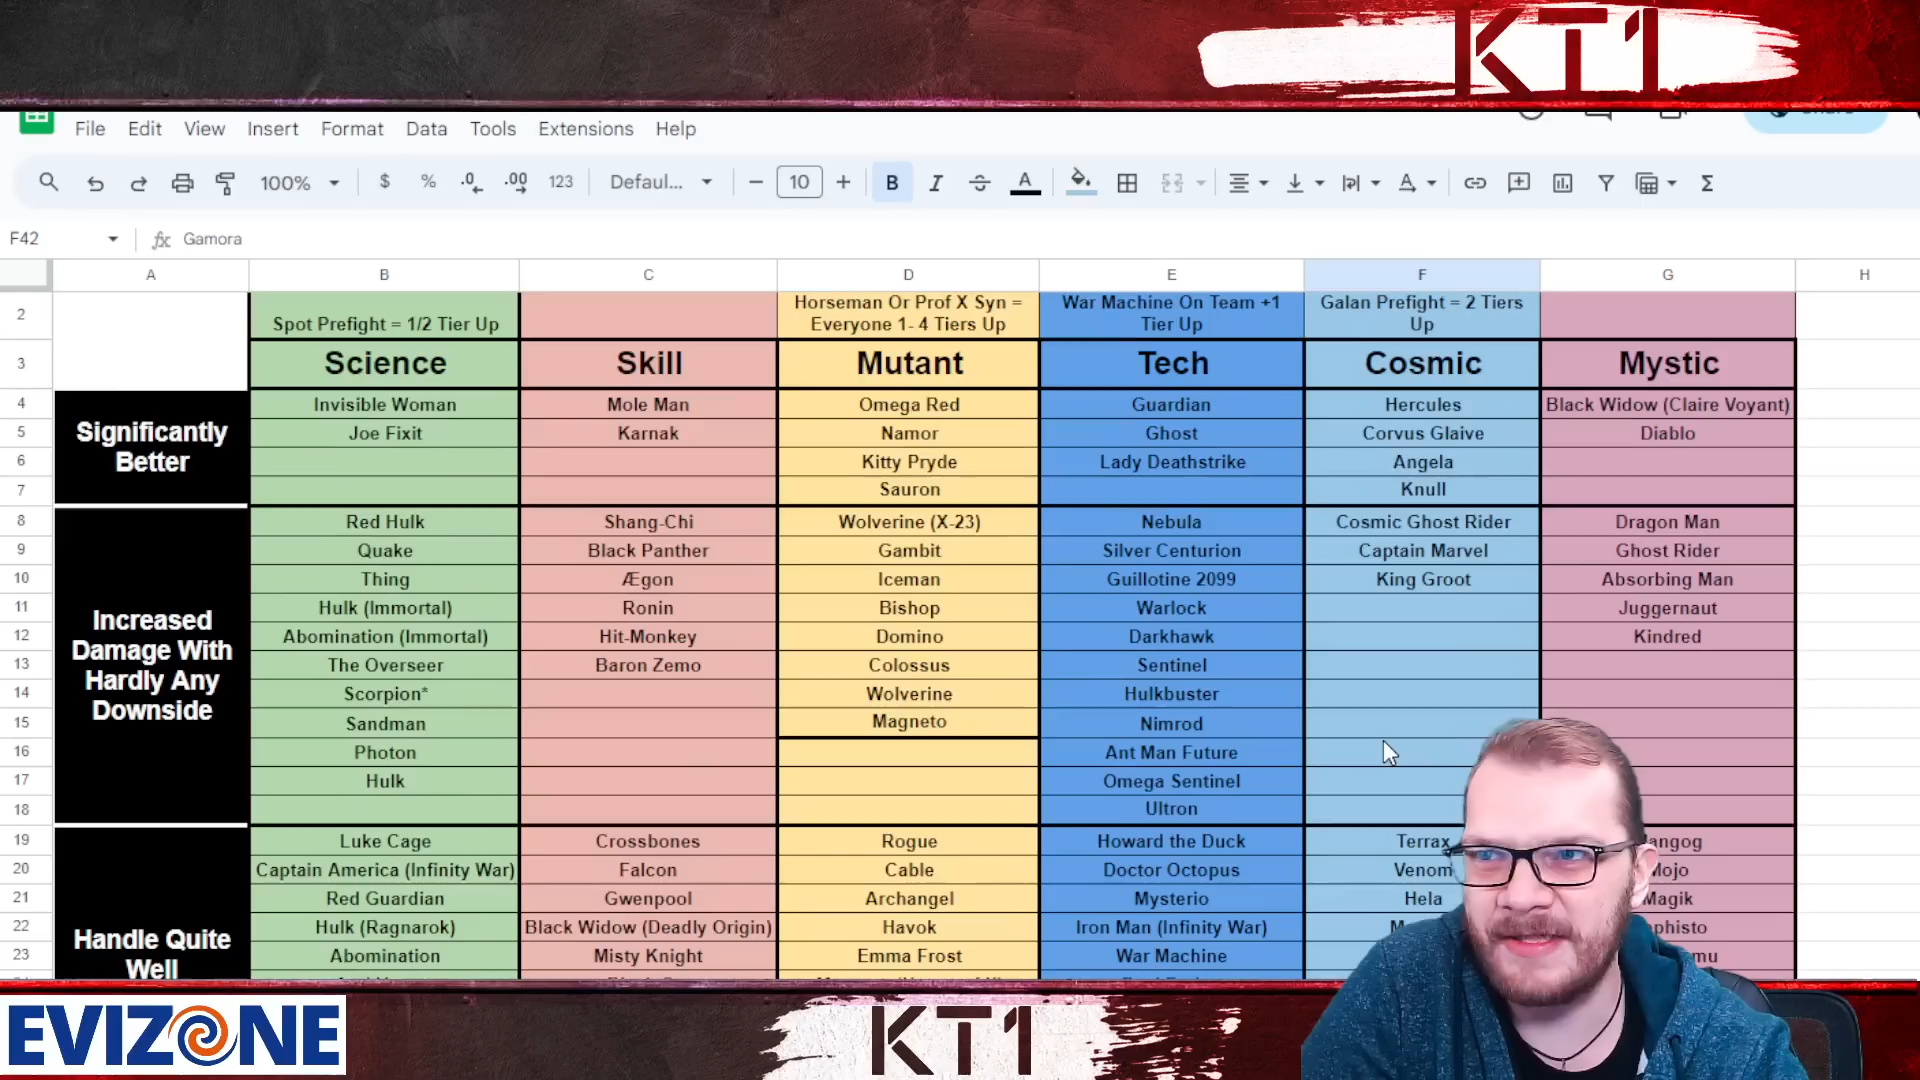 KT1
File Edit View Insert Format Data Tools Extensions Help
100% $ % .0 .00 123 Defaul... − 10 + B I A A Σ
F42 fx Gamora
A B C D E F G H
2 Spot Prefight = 1/2 Tier Up
Horseman Or Prof X Syn =
Everyone 1- 4 Tiers Up
War Machine On Team +1
Tier Up
Galan Prefight = 2 Tiers
Up
3 Science Skill Mutant Tech Cosmic Mystic
Significantly
Better
4 Invisible Woman Mole Man Omega Red Guardian Hercules Black Widow (Claire Voyant)
5 Joe Fixit Karnak Namor Ghost Corvus Glaive Diablo
6 Kitty Pryde Lady Deathstrike Angela
7 Sauron Knull
Increased
Damage With
Hardly Any
Downside
8 Red Hulk Shang-Chi Wolverine (X-23) Nebula Cosmic Ghost Rider Dragon Man
9 Quake Black Panther Gambit Silver Centurion Captain Marvel Ghost Rider
10 Thing Ægon Iceman Guillotine 2099 King Groot Absorbing Man
11 Hulk (Immortal) Ronin Bishop Warlock Juggernaut
12 Abomination (Immortal) Hit-Monkey Domino Darkhawk Kindred
13 The Overseer Baron Zemo Colossus Sentinel
14 Scorpion* Wolverine Hulkbuster
15 Sandman Magneto Nimrod
16 Photon Ant Man Future
17 Hulk Omega Sentinel
18 Ultron
Handle Quite
Well
19 Luke Cage Crossbones Rogue Howard the Duck Terrax angog
20 Captain America (Infinity War) Falcon Cable Doctor Octopus Venom Mojo
21 Red Guardian Gwenpool Archangel Mysterio Hela Magik
22 Hulk (Ragnarok) Black Widow (Deadly Origin) Havok Iron Man (Infinity War) phisto
23 Abomination Misty Knight Emma Frost War Machine mu
EVIZONE
KT1